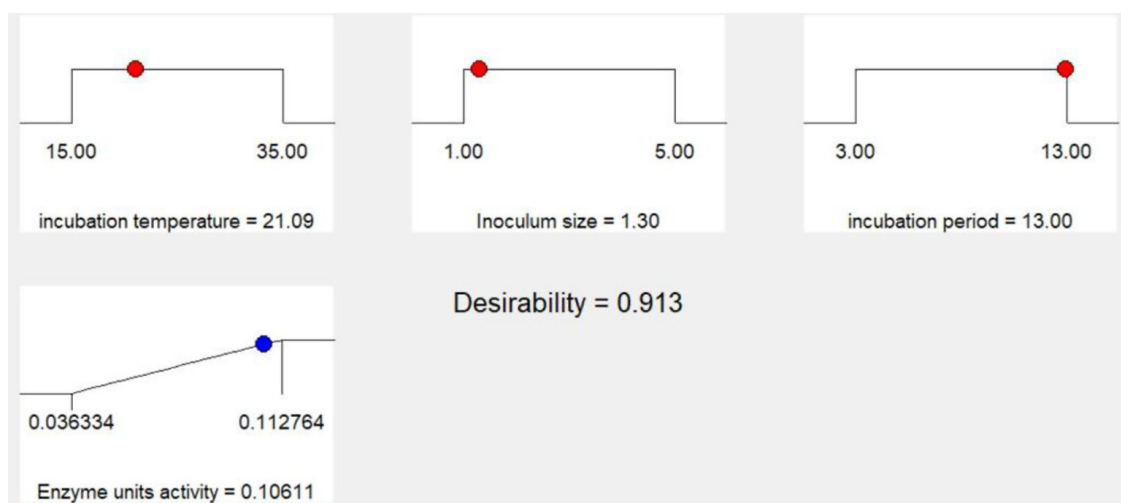 15.00 35.00
incubation temperature = 21.09
1.00 5.00
Inoculum size = 1.30
3.00 13.00
incubation period = 13.00
0.036334 0.112764
Enzyme units activity = 0.10611
Desirability = 0.913